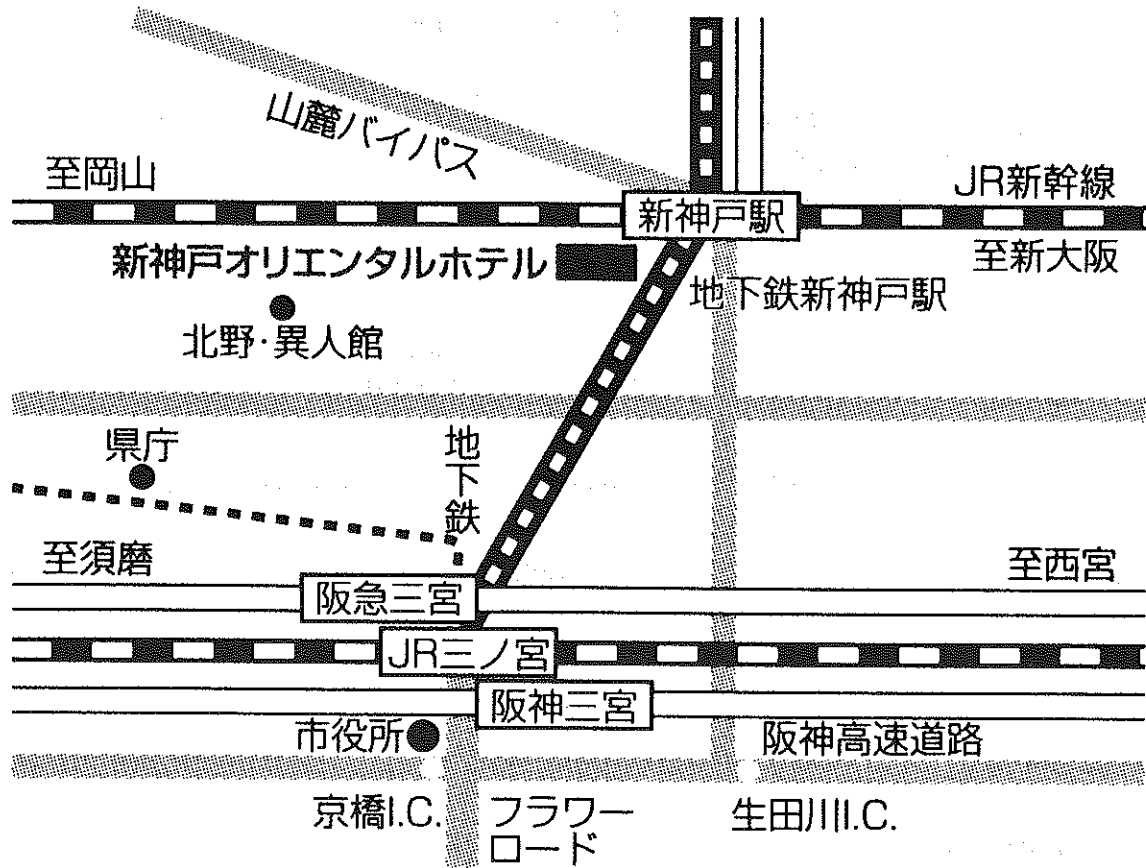 山麓バイパス
至岡山
JR新幹線
新神戸駅
至新大阪
新神戸オリエンタルホテル
地下鉄新神戸駅
北野·異人館
県庁
地下鉄
至須磨
至西宮
阪急三宮
JR三ノ宮
阪神三宮
市役所
阪神高速道路
京橋I.C.
フラワー
ロード
生田川I.C.